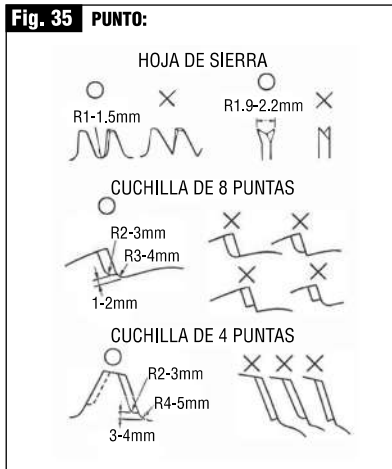 Fig. 35 PUNTO:
HOJA DE SIERRA
R1-1.5mm
R1.9-2.2mm
CUCHILLA DE 8 PUNTAS
R2-3mm
R3-4mm
1-2mm
CUCHILLA DE 4 PUNTAS
R2-3mm
R4-5mm
3-4mm